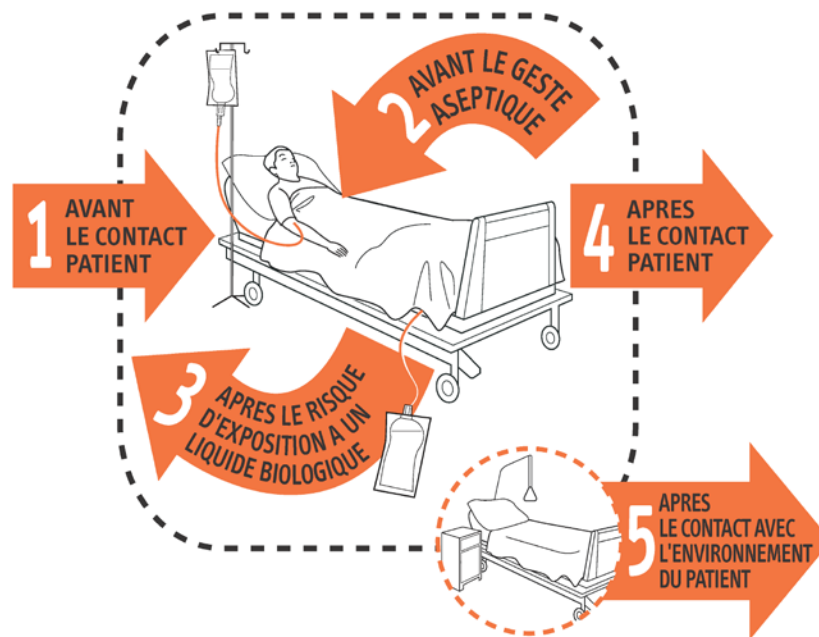 1 AVANT
LE CONTACT
PATIENT
2 AVANT LE GESTE
ASEPTIQUE
3 APRES LE RISQUE
D'EXPOSITION A UN
LIQUIDE BIOLOGIQUE
4 APRES
LE CONTACT
PATIENT
5 APRES
LE CONTACT AVEC
L'ENVIRONNEMENT
DU PATIENT